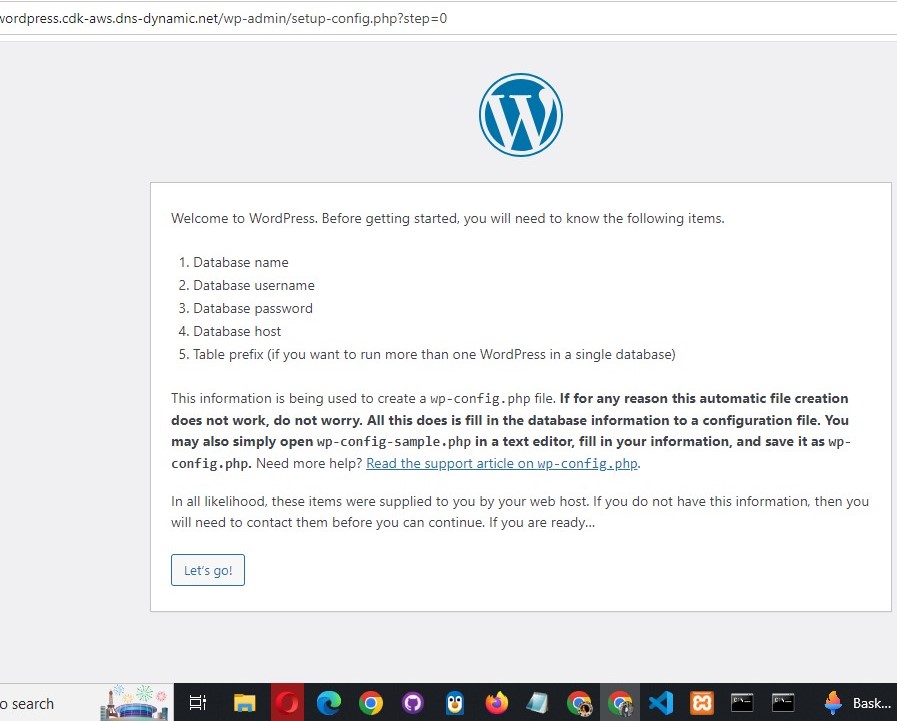 wordpress.cdk-aws.dns-dynamic.net/wp-admin/setup-config.php?step=0
Welcome to WordPress. Before getting started, you will need to know the following items.
1. Database name
2. Database username
3. Database password
4. Database host
5. Table prefix (if you want to run more than one WordPress in a single database)
This information is being used to create a wp-config.php file. If for any reason this automatic file creation
does not work, do not worry. All this does is fill in the database information to a configuration file. You
may also simply open wp-config-sample.php in a text editor, fill in your information, and save it as wp-
config.php. Need more help? Read the support article on wp-config.php.
In all likelihood, these items were supplied to you by your web host. If you do not have this information, then you
will need to contact them before you can continue. If you are ready…
Let's go!
o search
Bask...